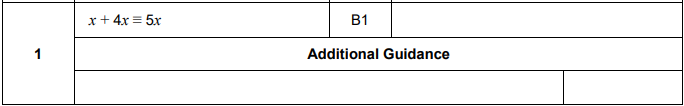 x + 4x ≡ 5x B1
1
Additional Guidance